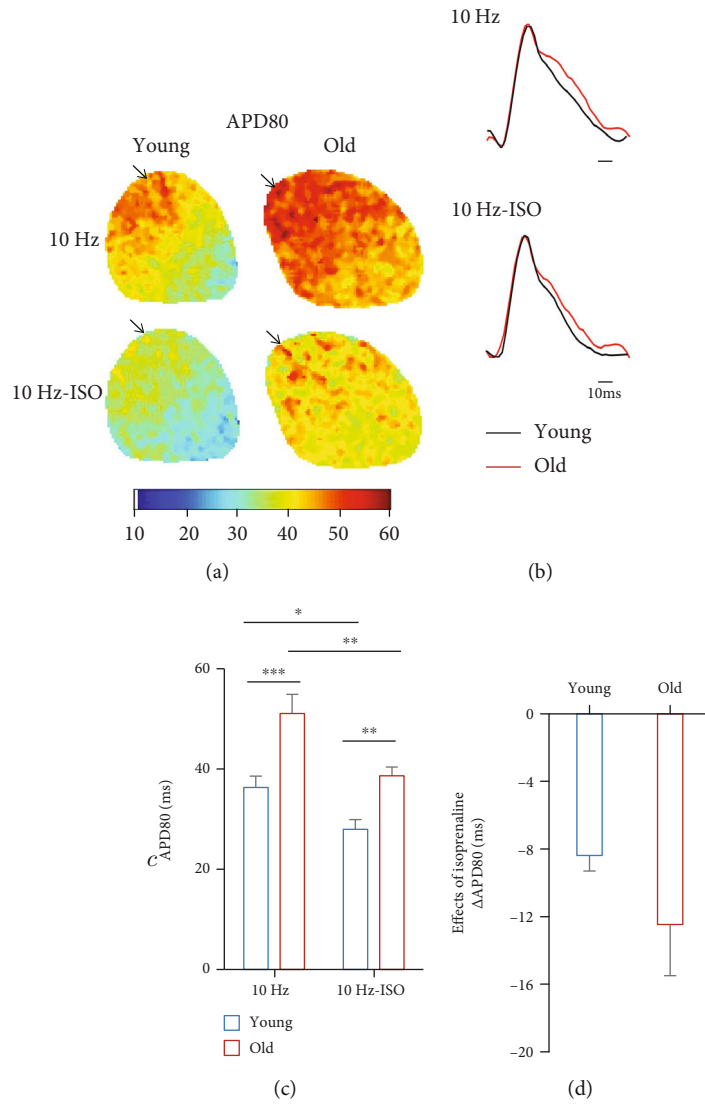 APD80
Young Old
10 Hz
10 Hz-ISO
10 20 30 40 50 60
(a)
10 Hz
10 Hz-ISO
10ms
Young
Old
(b)
*
**
***
**
60
40
20
0
c APD80 (ms)
10 Hz 10 Hz-ISO
Young
Old
(c)
Young Old
0
−4
−8
−12
−16
−20
Effects of isoprenaline
ΔAPD80 (ms)
(d)